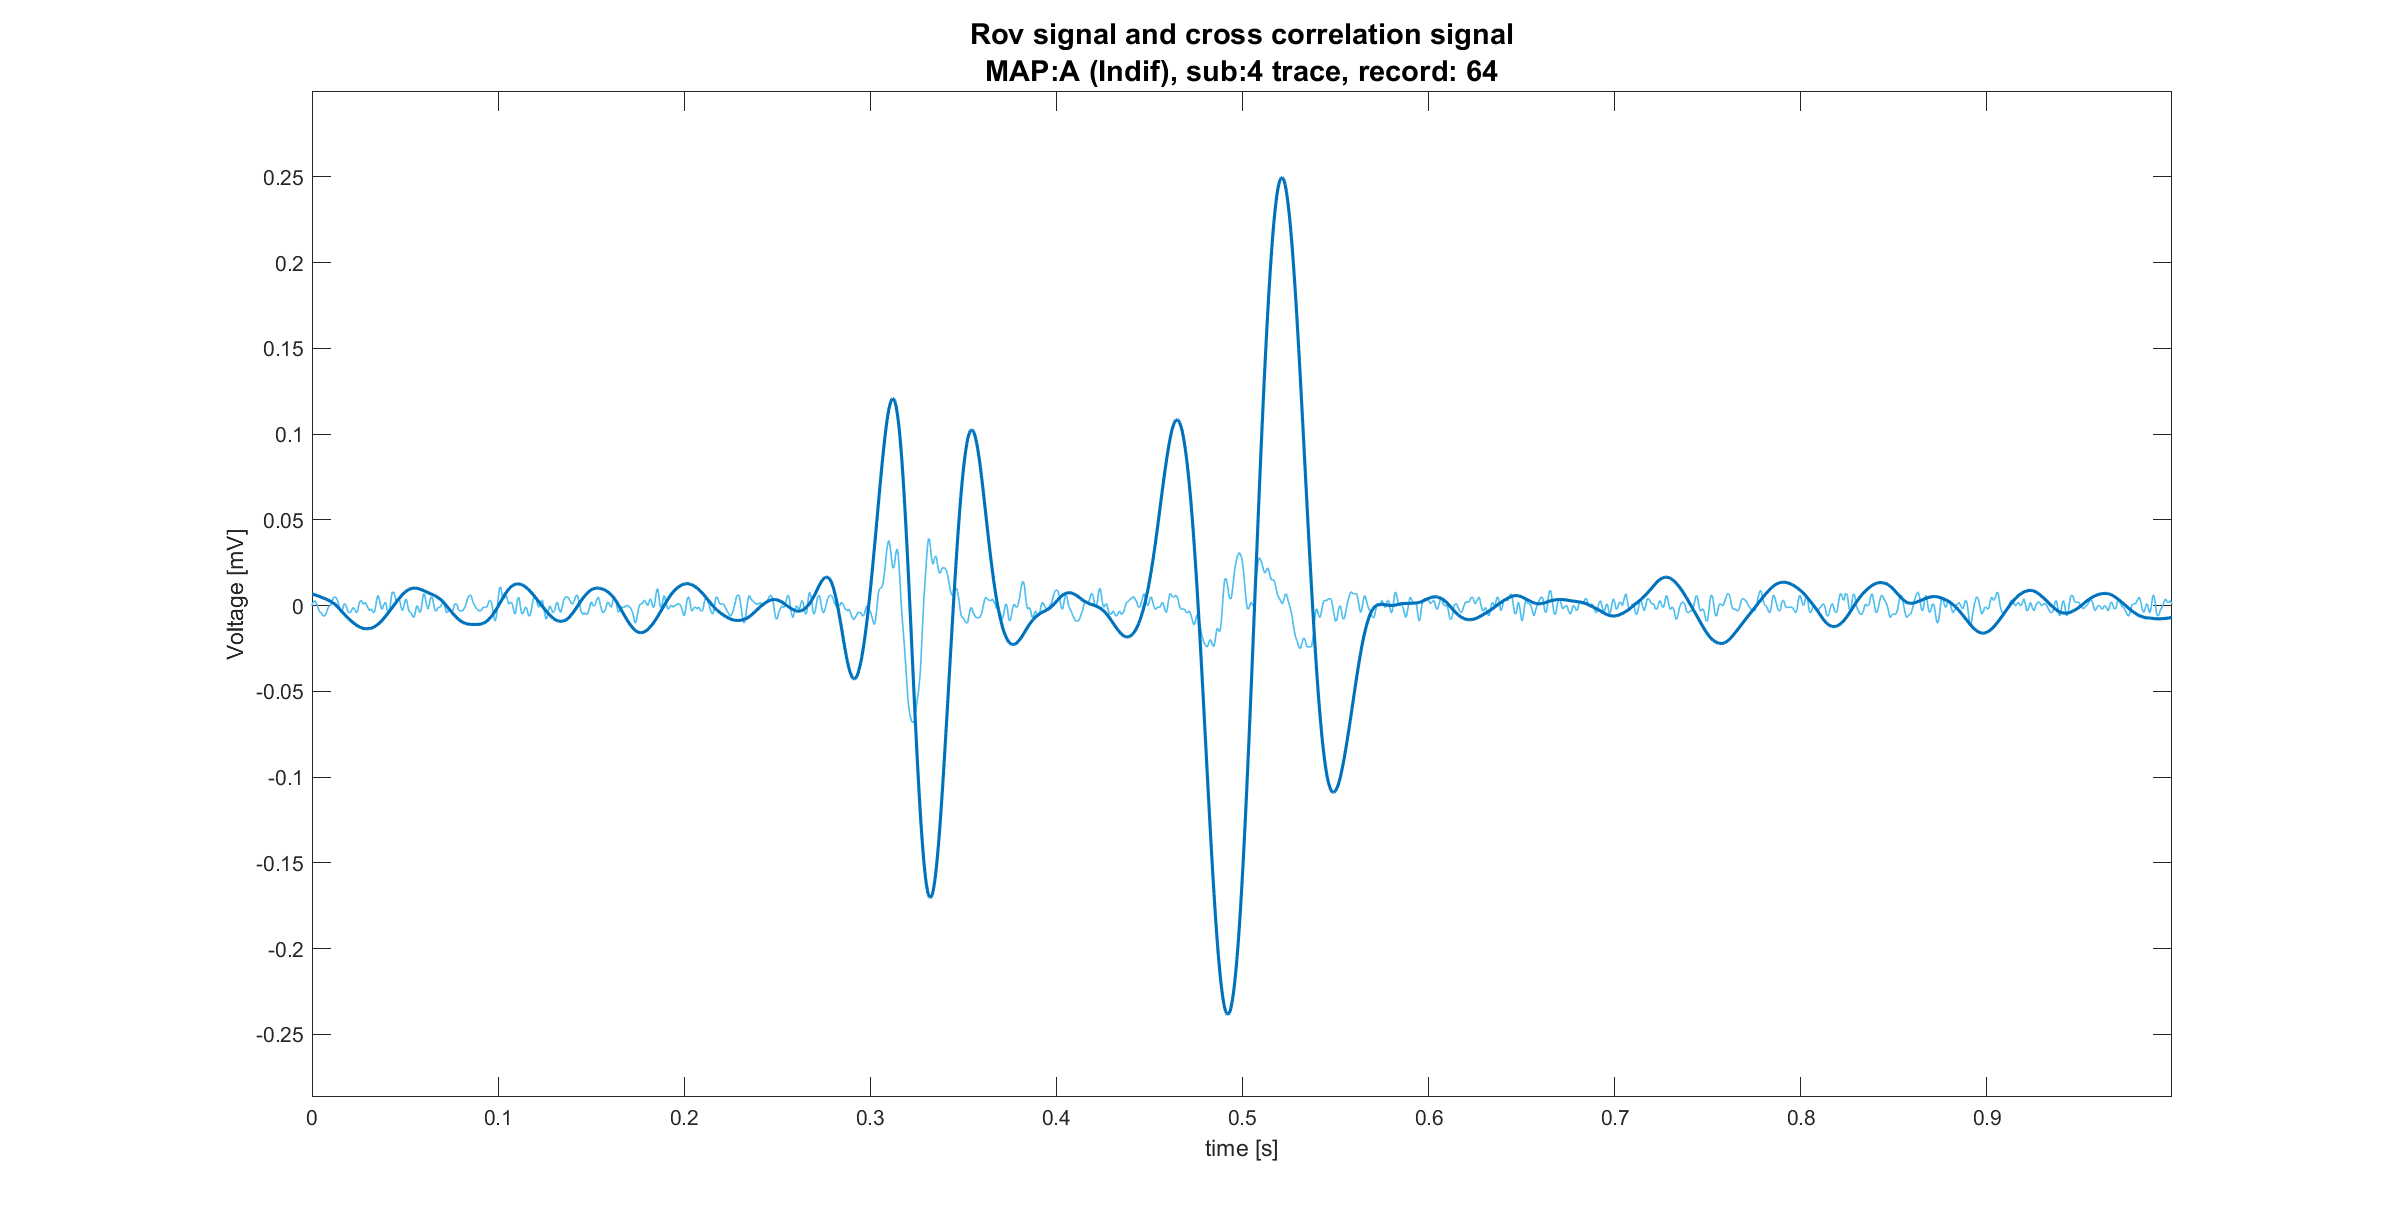 Rov signal and cross correlation signal
MAP:A (Indif), sub:4 trace, record: 64
0.25
0.2
0.15
0.1
0.05
0
-0.05
-0.1
-0.15
-0.2
-0.25
Voltage [mV]
0 0.1 0.2 0.3 0.4 0.5 0.6 0.7 0.8 0.9
time [s]